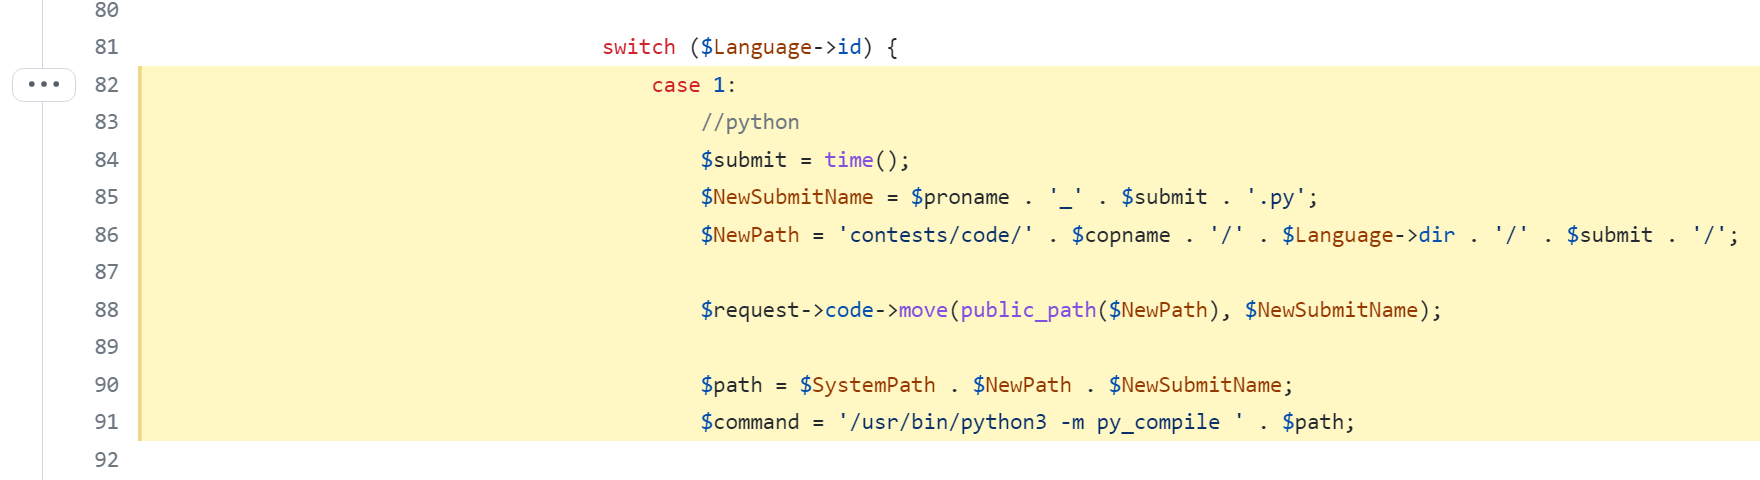 80
81 switch ($Language->id) {
82 case 1:
83 //python
84 $submit = time();
85 $NewSubmitName = $proname . '_' . $submit . '.py';
86 $NewPath = 'contests/code/' . $copname . '/' . $Language->dir . '/' . $submit . '/';
87
88 $request->code->move(public_path($NewPath), $NewSubmitName);
89
90 $path = $SystemPath . $NewPath . $NewSubmitName;
91 $command = '/usr/bin/python3 -m py_compile ' . $path;
92